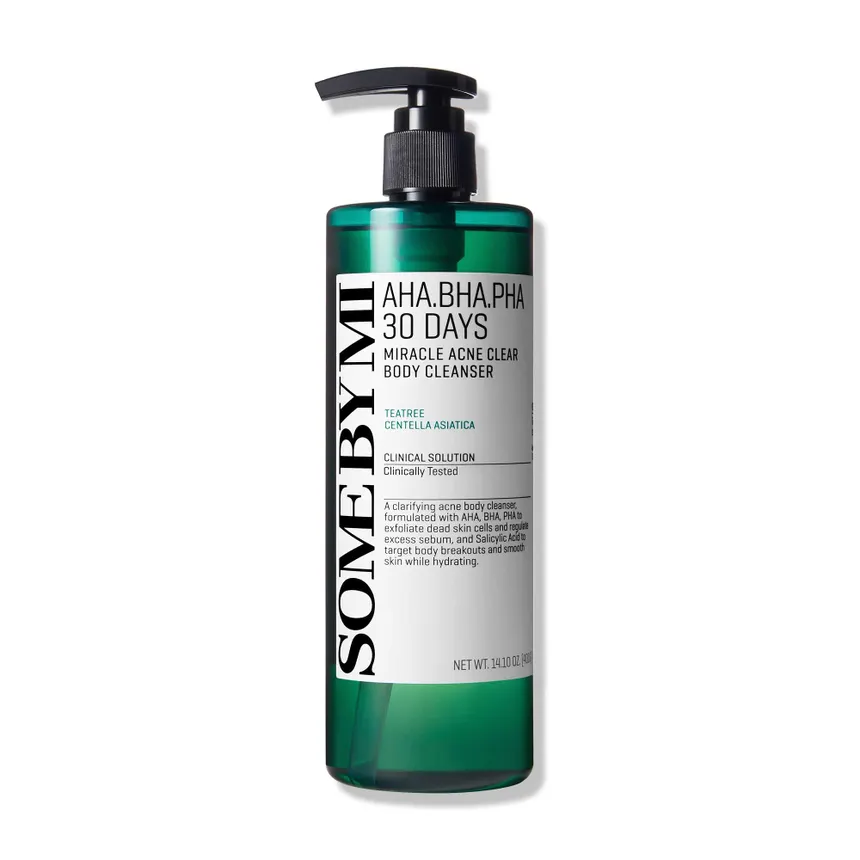 SOME BY MI
AHA.BHA.PHA
30 DAYS
MIRACLE ACNE CLEAR
BODY CLEANSER
TEATREE
CENTELLA ASIATICA
CLINICAL SOLUTION
Clinically Tested
A clarifying acne body cleanser,
formulated with AHA, BHA, PHA to
exfoliate dead skin cells and regulate
excess sebum, and Salicylic Acid to
target body breakouts and smooth
skin while hydrating.
NET WT. 14.10 OZ.